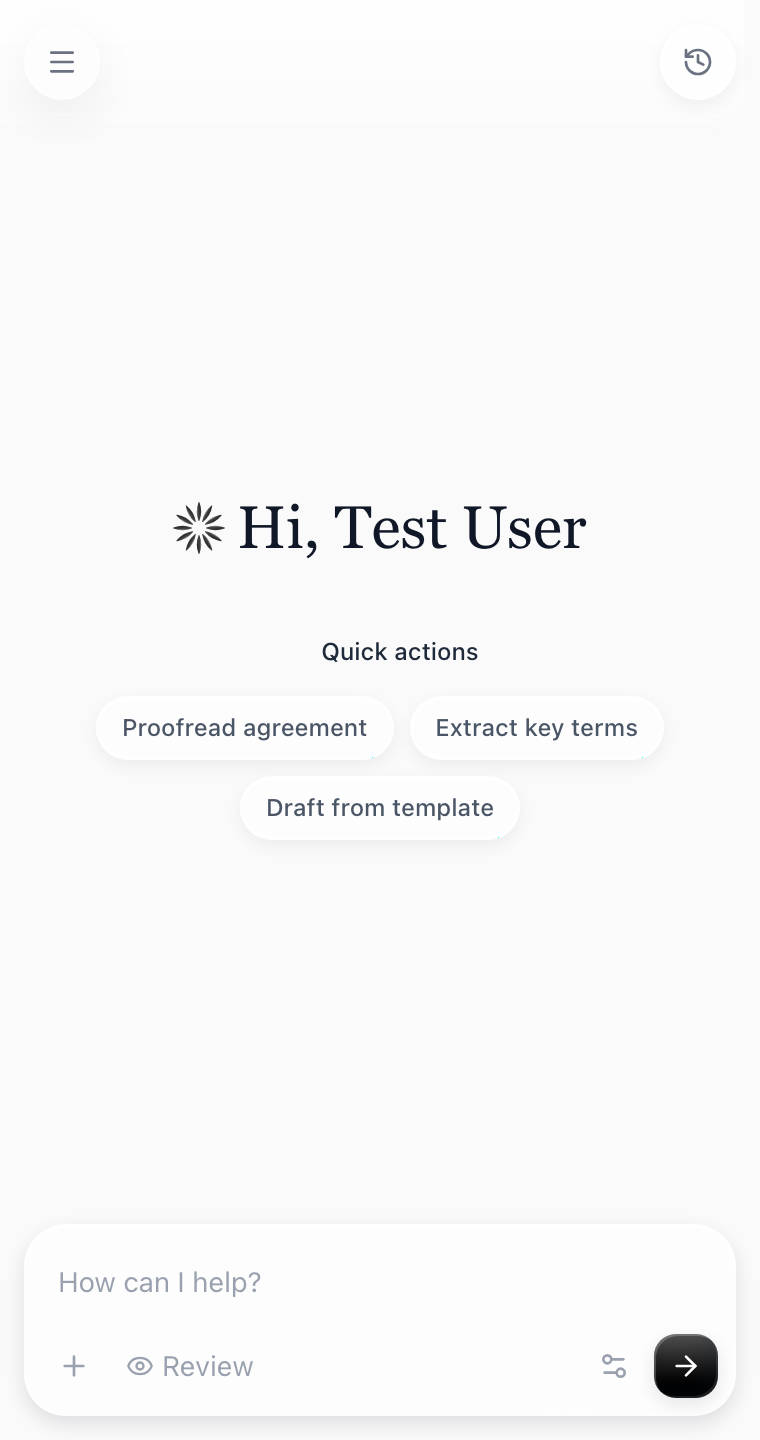 Hi, Test User
Quick actions
Proofread agreement
Extract key terms
Draft from template
How can I help?
Review